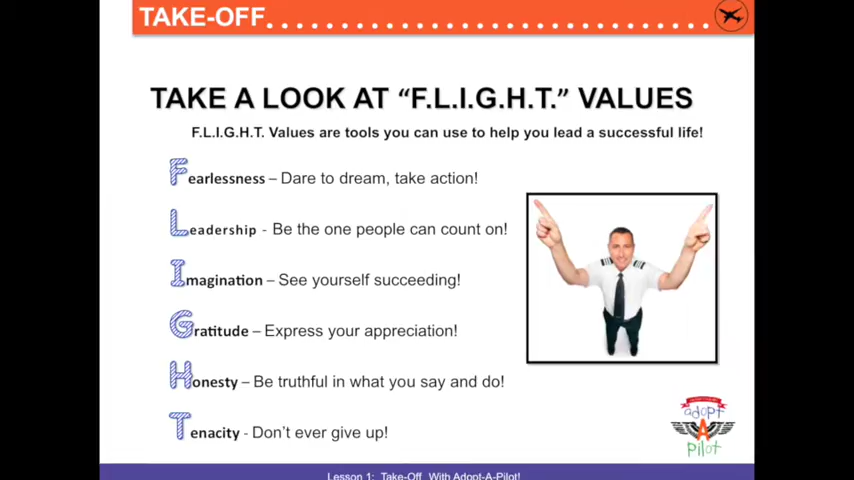 TAKE-OFF
TAKE A LOOK AT “F.L.I.G.H.T.” VALUES
F.L.I.G.H.T. Values are tools you can use to help you lead a successful life!
Fearlessness – Dare to dream, take action!
Leadership - Be the one people can count on!
Imagination – See yourself succeeding!
Gratitude – Express your appreciation!
Honesty – Be truthful in what you say and do!
Tenacity - Don’t ever give up!
adopt
A
pilot
Lesson 1: Take-Off With Adopt-A-Pilot!